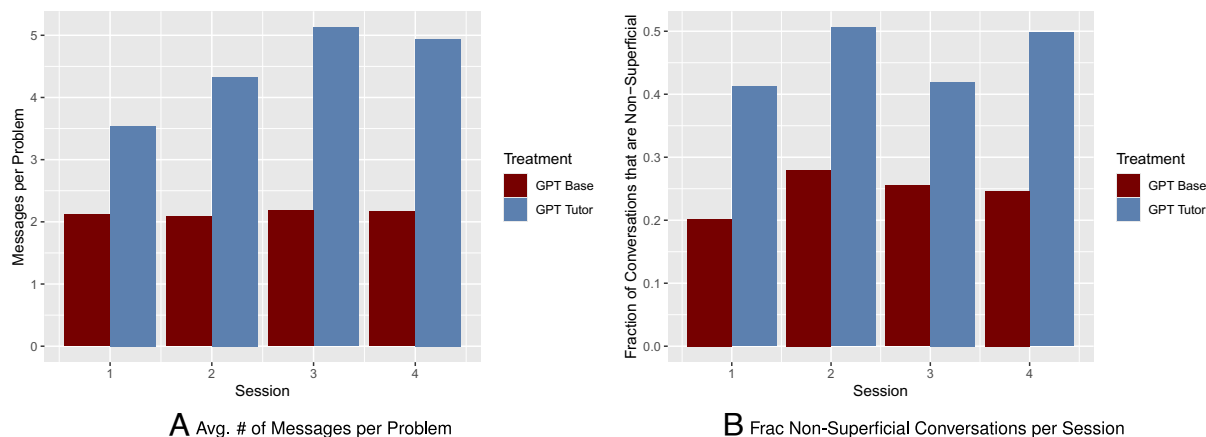 Messages per Problem
5
4
3
2
1
0
1 2 3 4
Session
Treatment
GPT Base
GPT Tutor
A Avg. # of Messages per Problem
Fraction of Conversations that are Non−Superficial
0.5
0.4
0.3
0.2
0.1
0.0
1 2 3 4
Session
Treatment
GPT Base
GPT Tutor
B Frac Non-Superficial Conversations per Session